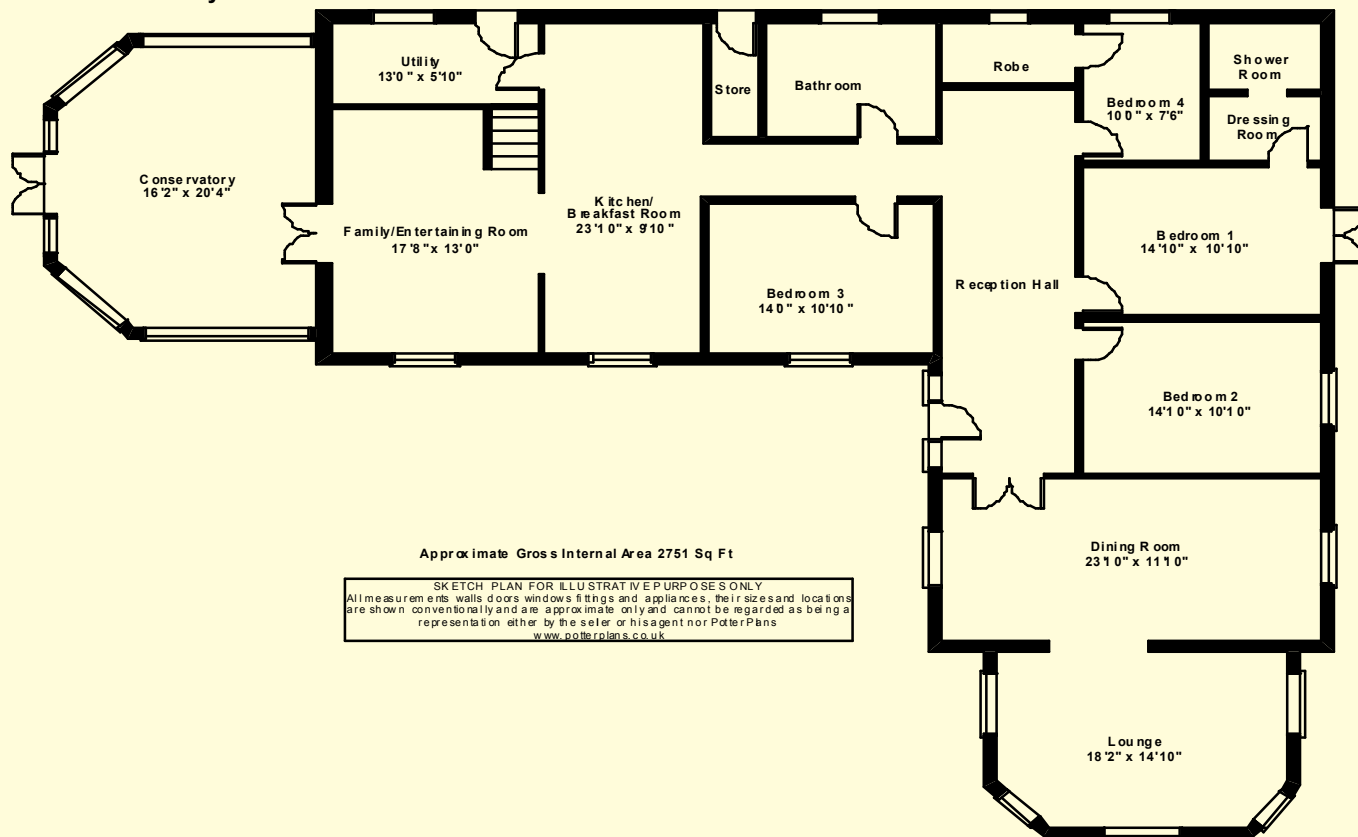 Utility
13'0" x 5'10"
Store
Bathroom
Robe
Bedroom 4
10'0" x 7'6"
Shower
Room
Dressing
Room
Conservatory
16'2" x 20'4"
Family/Entertaining Room
17'8" x 13'0"
Kitchen/
Breakfast Room
23'10" x 9'10"
Bedroom 3
14'0" x 10'10"
Reception Hall
Bedroom 1
14'10" x 10'10"
Bedroom 2
14'10" x 10'10"
Dining Room
23'10" x 11'10"
Lounge
18'2" x 14'10"
Approximate Gross Internal Area 2751 Sq Ft
SKETCH PLAN FOR ILLUSTRATIVE PURPOSES ONLY
All measurements walls doors windows fittings and appliances, their sizes and locations
are shown conventionally and are approximate only and cannot be regarded as being a
representation either by the seller or his agent nor Potter Plans
www.potterplans.co.uk